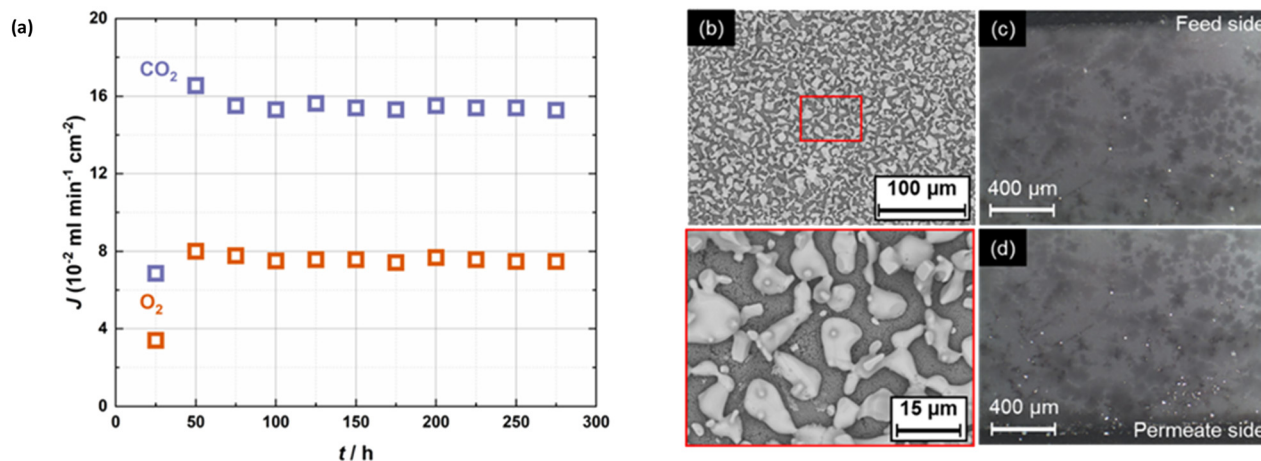 (a)
20
16
12
8
4
0
J (10⁻² ml min⁻¹ cm⁻²)
CO₂
O₂
0 50 100 150 200 250 300
t / h
(b)
100 µm
15 µm
(c)
Feed side
400 µm
(d)
400 µm
Permeate side